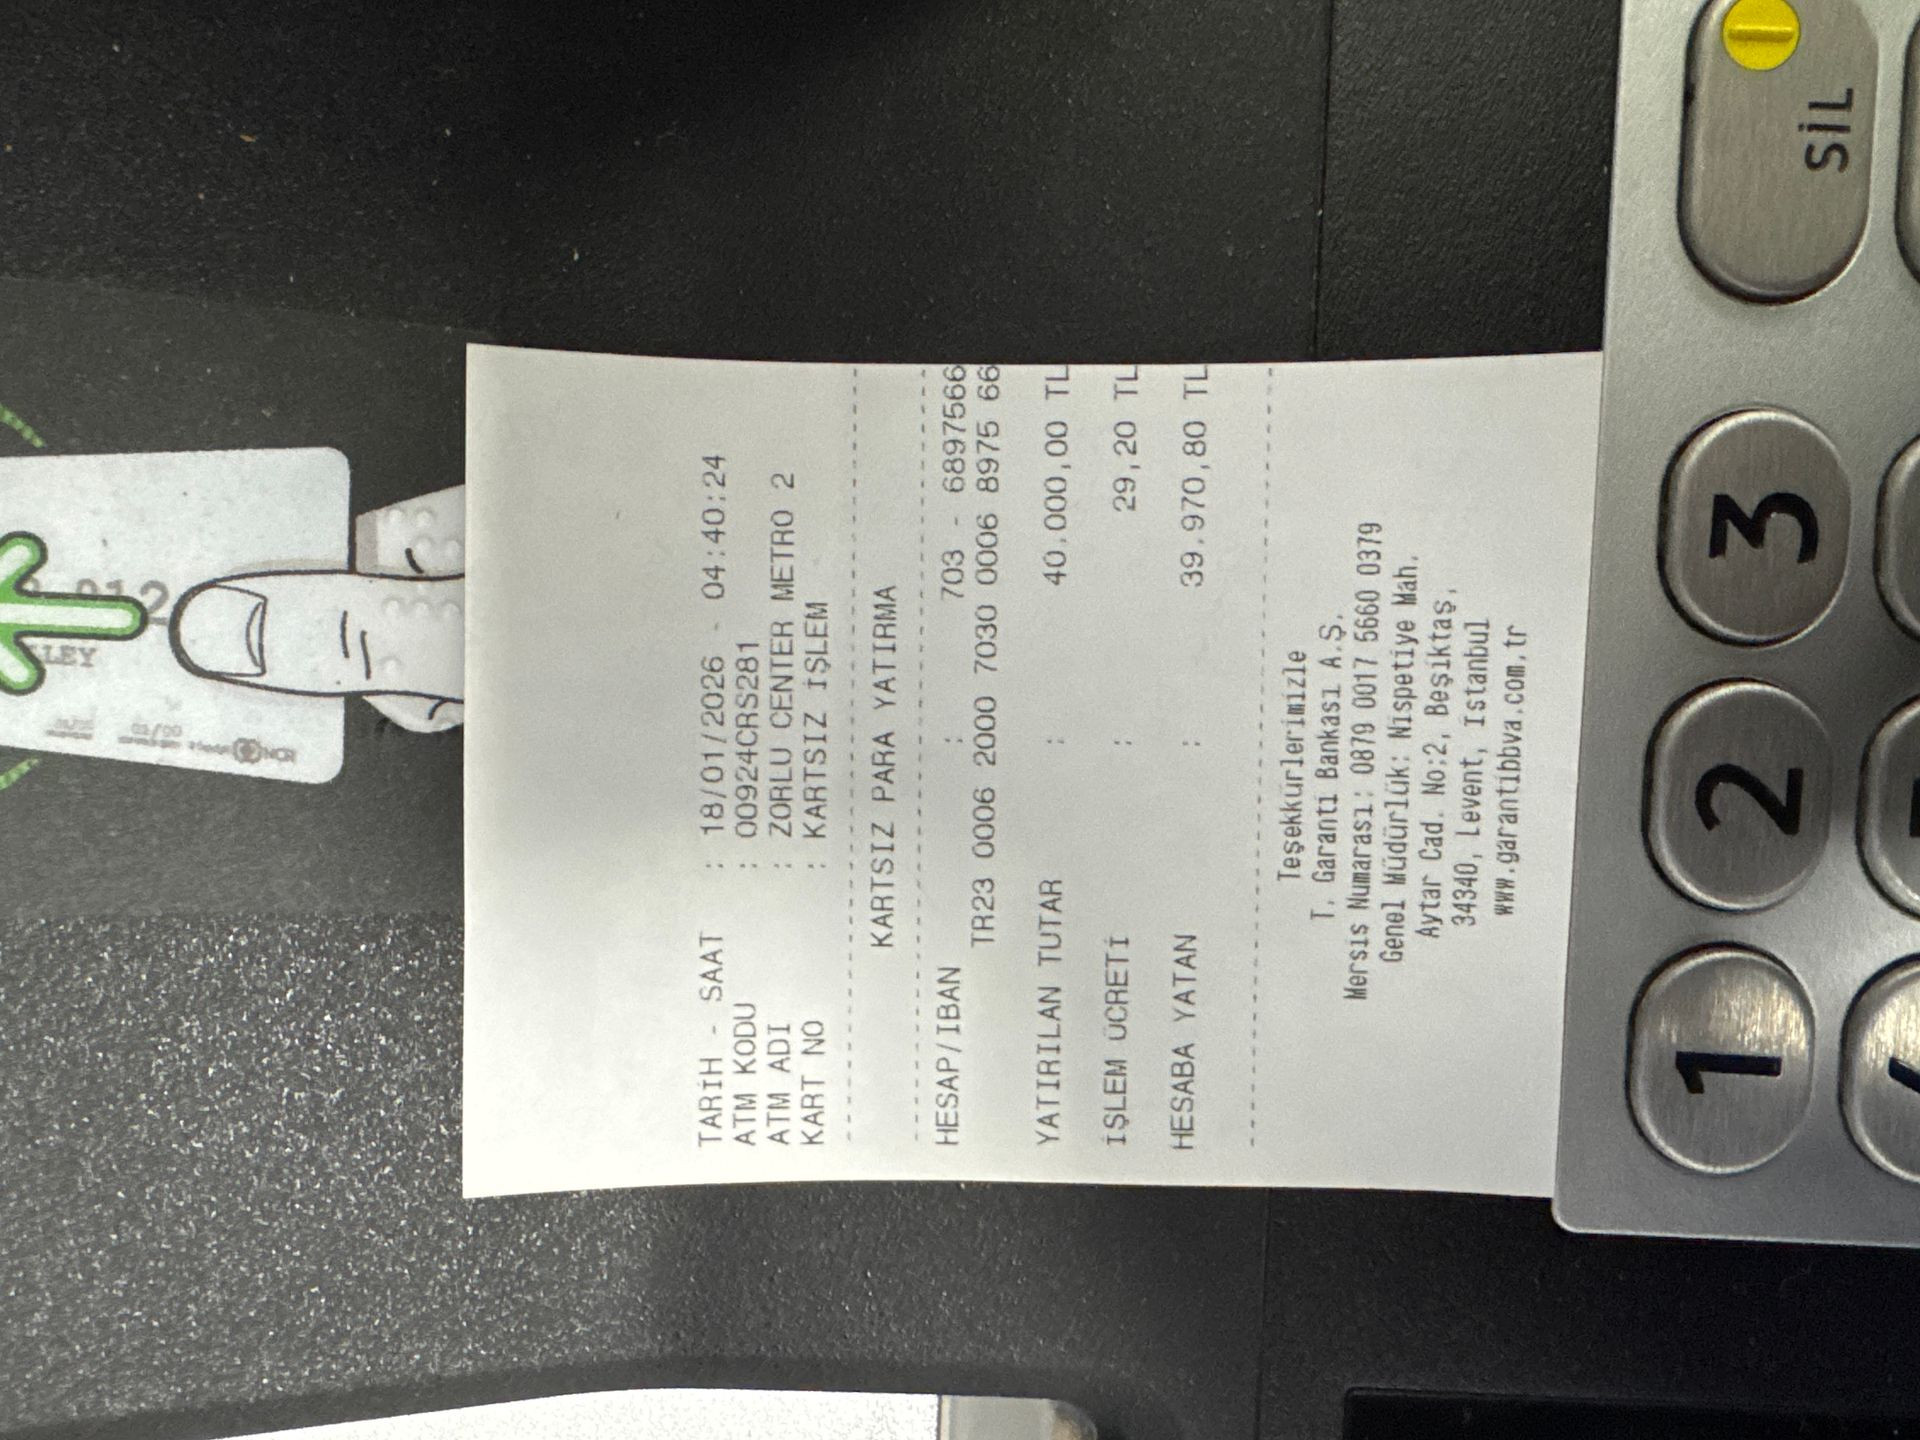 TARİH - SAAT : 18/01/2026 - 04:40:24
ATM KODU : 00924CRS281
ATM ADI : ZORLU CENTER METRO 2
KART NO : KARTSIZ İŞLEM
KARTSIZ PARA YATIRMA
HESAP/IBAN : 703 - 6897566
TR23 0006 2000 7030 0006 8975 66
YATIRILAN TUTAR : 40.000,00 TL
İŞLEM ÜCRETİ : 29,20 TL
HESABA YATAN : 39.970,80 TL
Teşekkürlerimizle
T. Garanti Bankası A.Ş.
Mersis Numarası: 0879 0017 5660 0379
Genel Müdürlük: Nispetiye Mah.
Aytar Cad. No:2, Beşiktaş,
34340, Levent, İstanbul
www.garantibbva.com.tr
1
2
3
SİL
LLEY
NCR